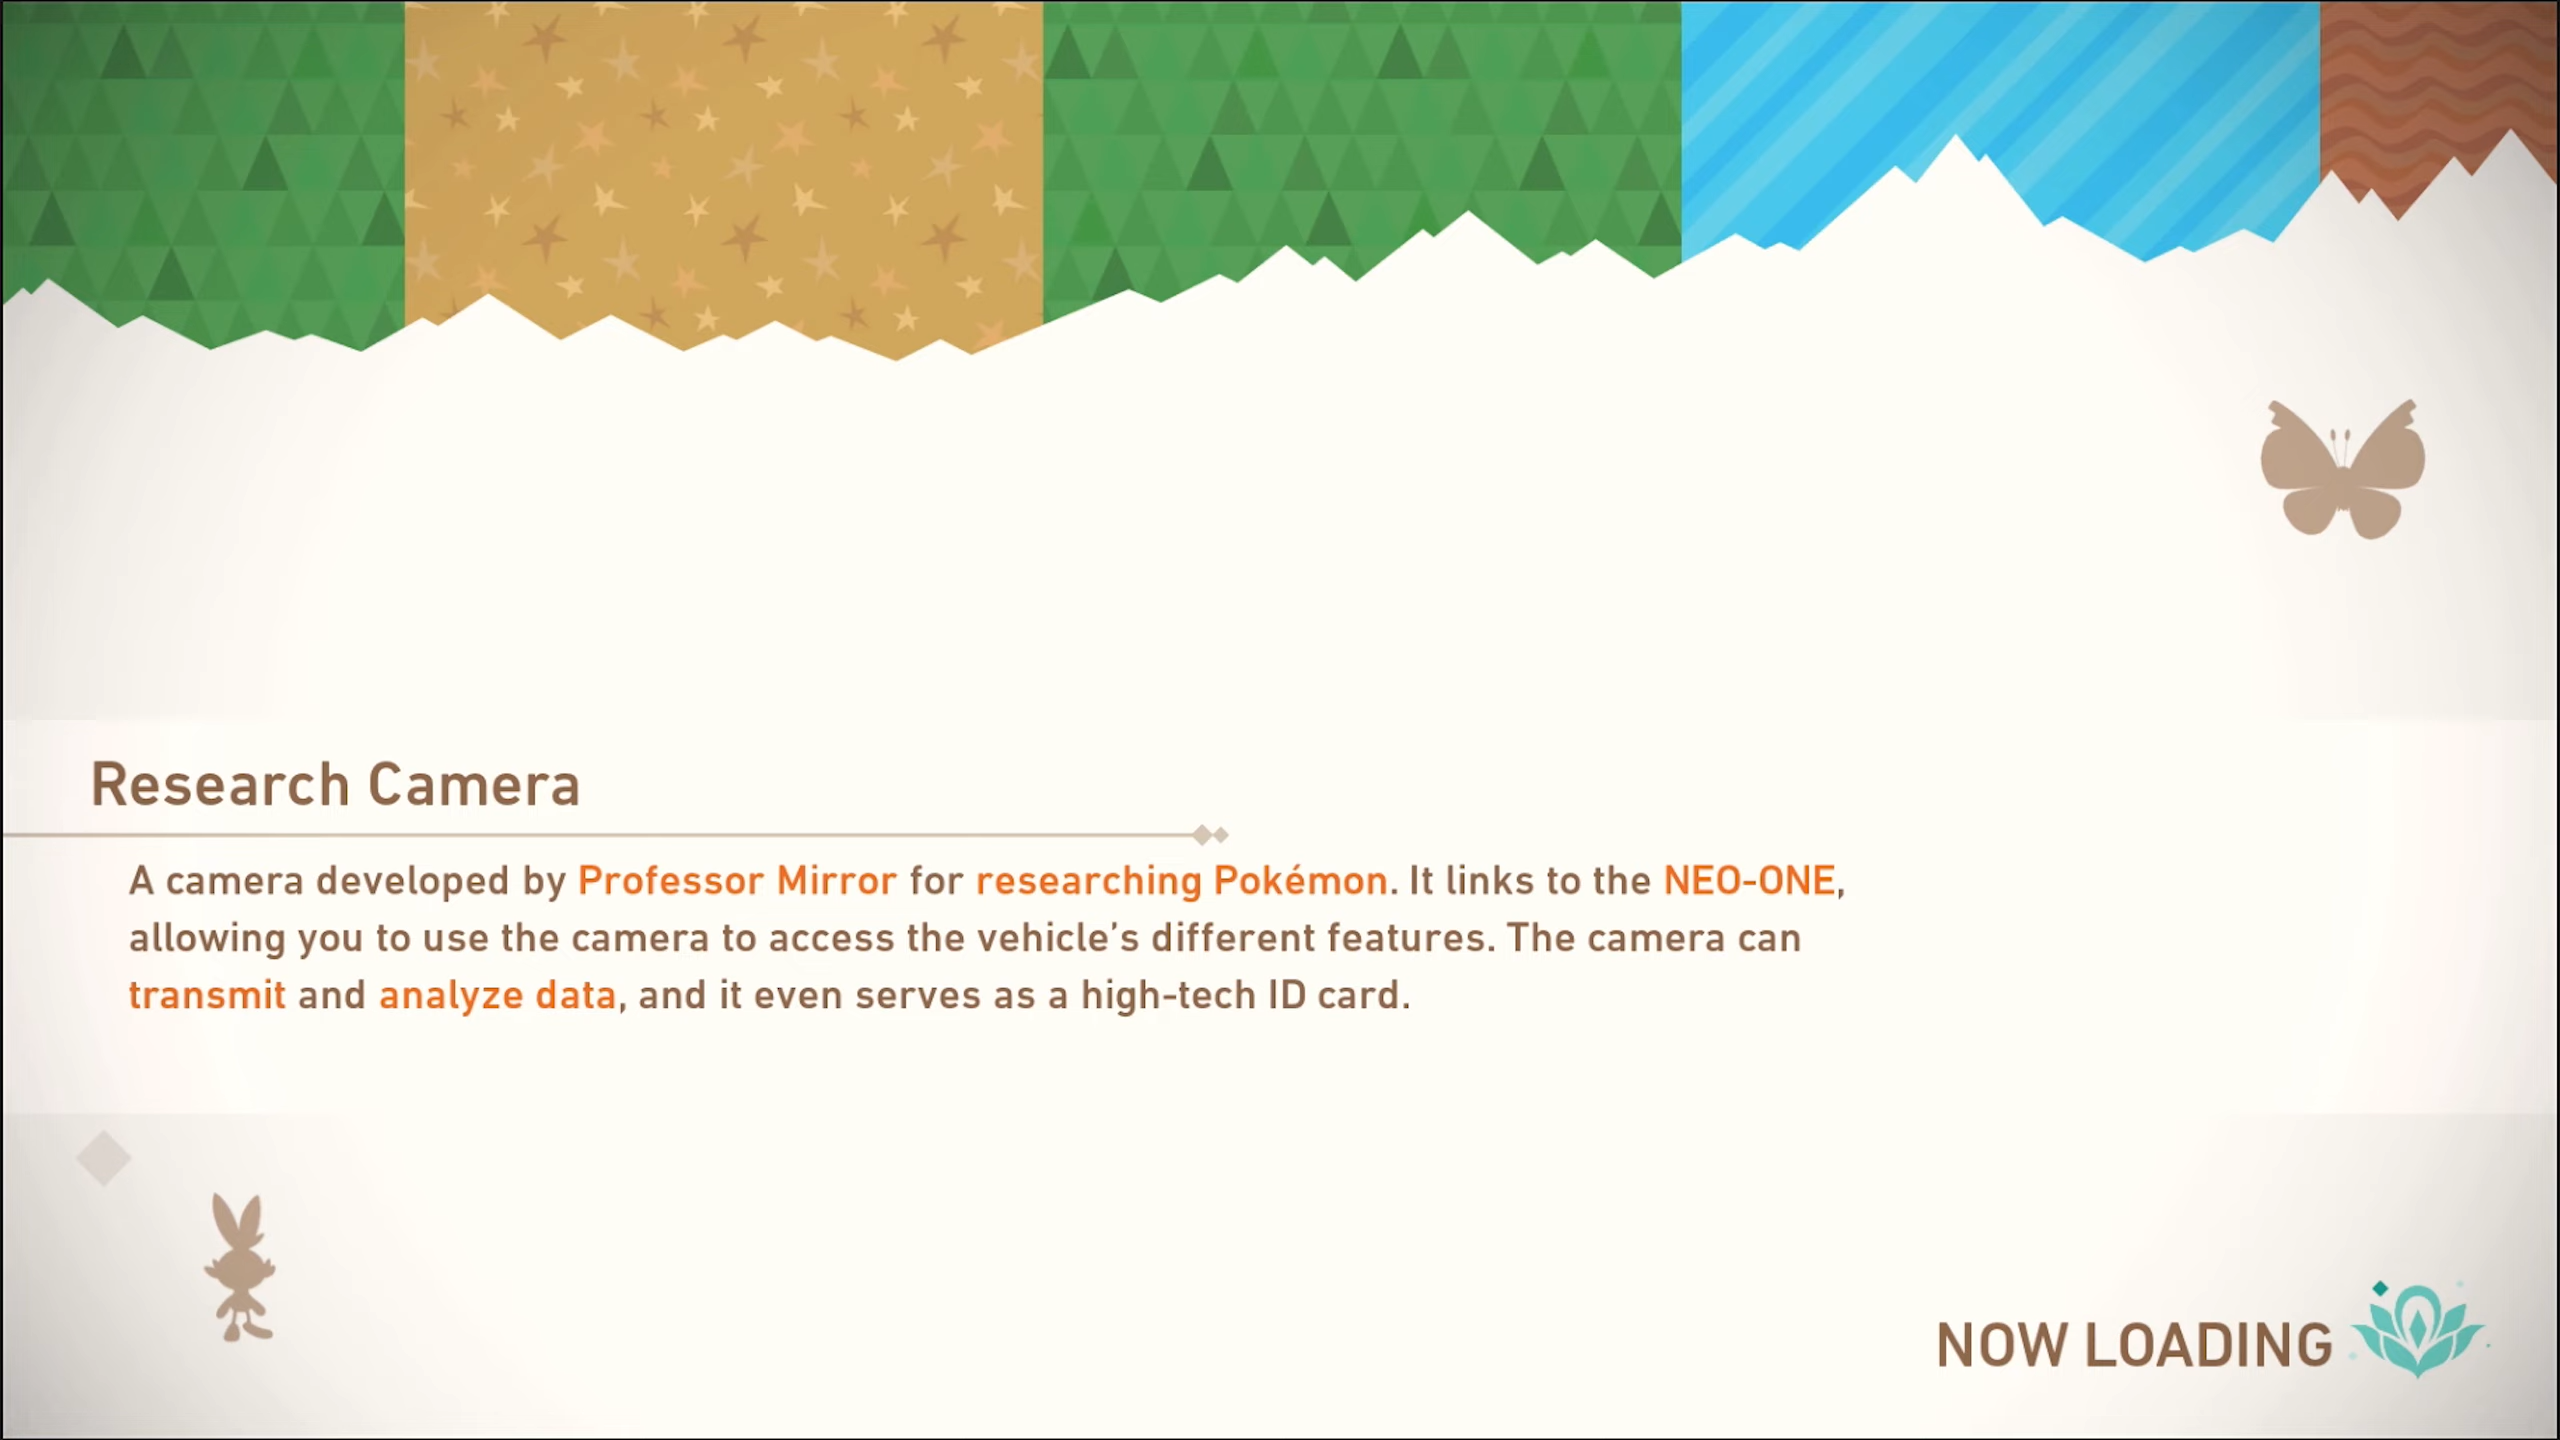 Research Camera
A camera developed by Professor Mirror for researching Pokémon. It links to the NEO-ONE,
allowing you to use the camera to access the vehicle's different features. The camera can
transmit and analyze data, and it even serves as a high-tech ID card.
NOW LOADING